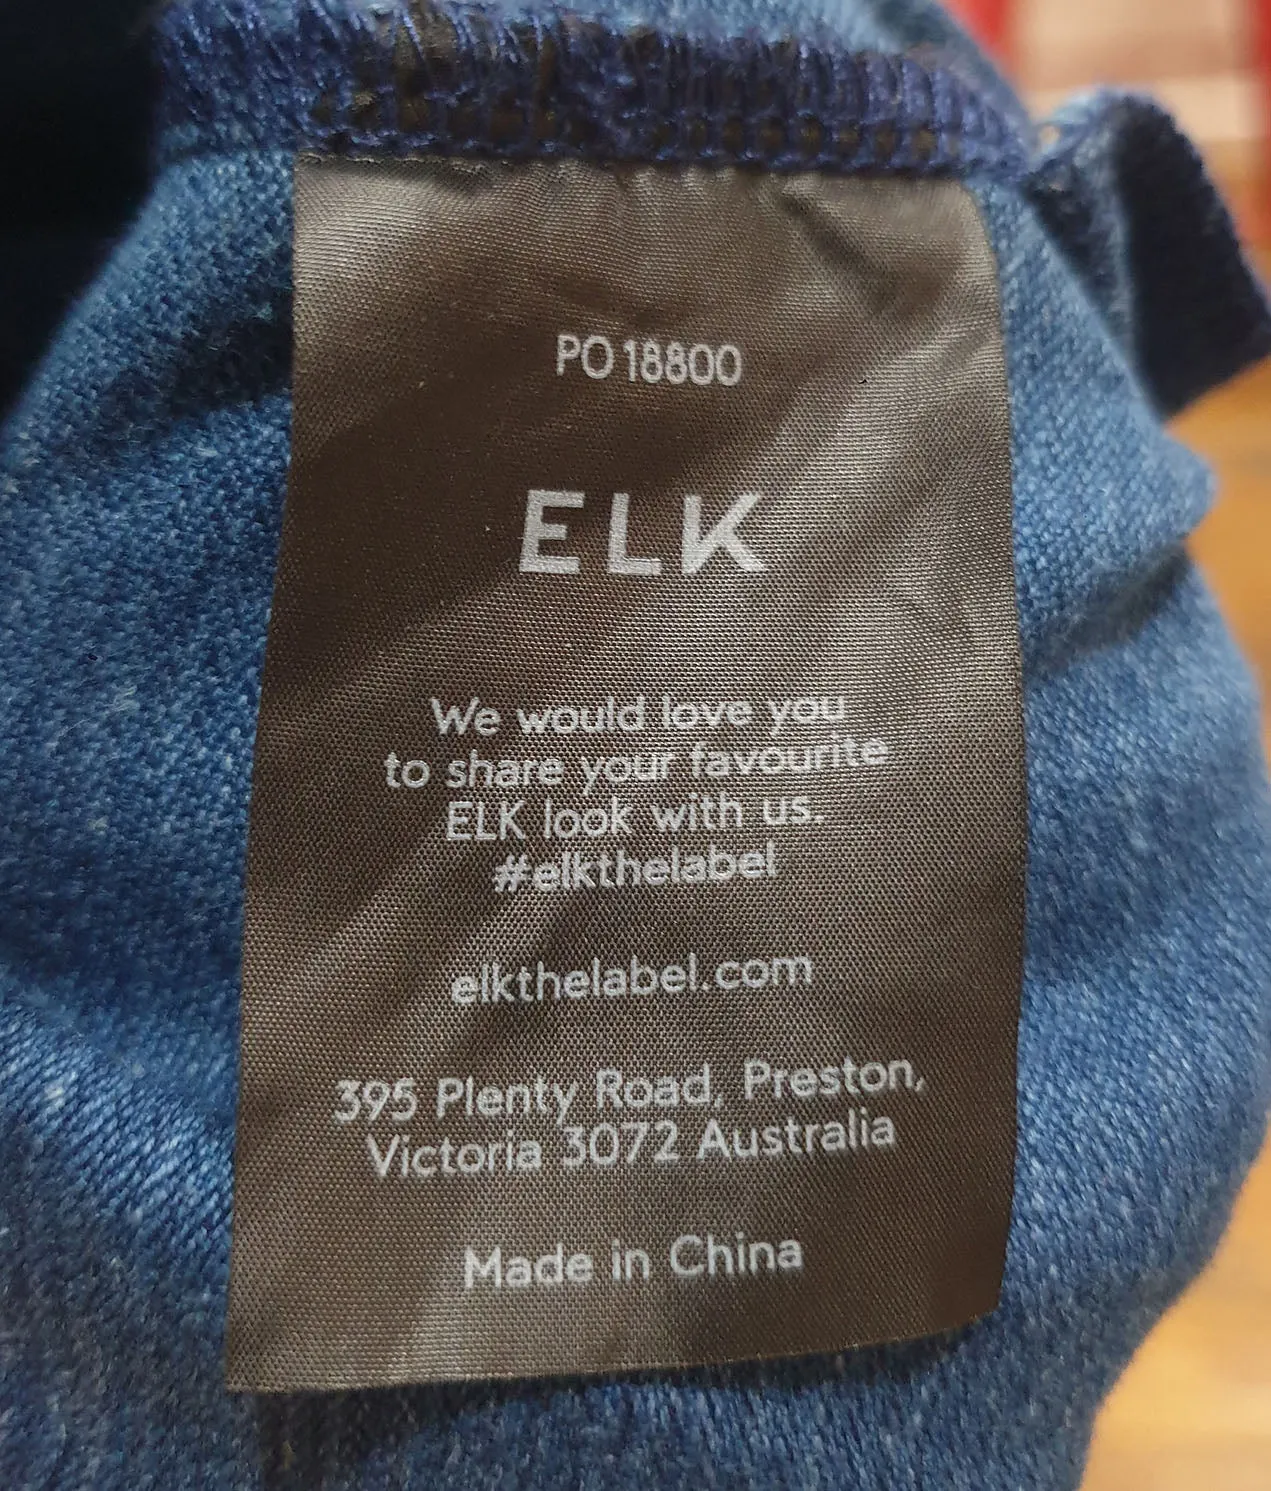 PO 18800
ELK
We would love you
to share your favourite
ELK look with us.
#elkthelabel
elkthelabel.com
395 Plenty Road, Preston,
Victoria 3072 Australia
Made in China